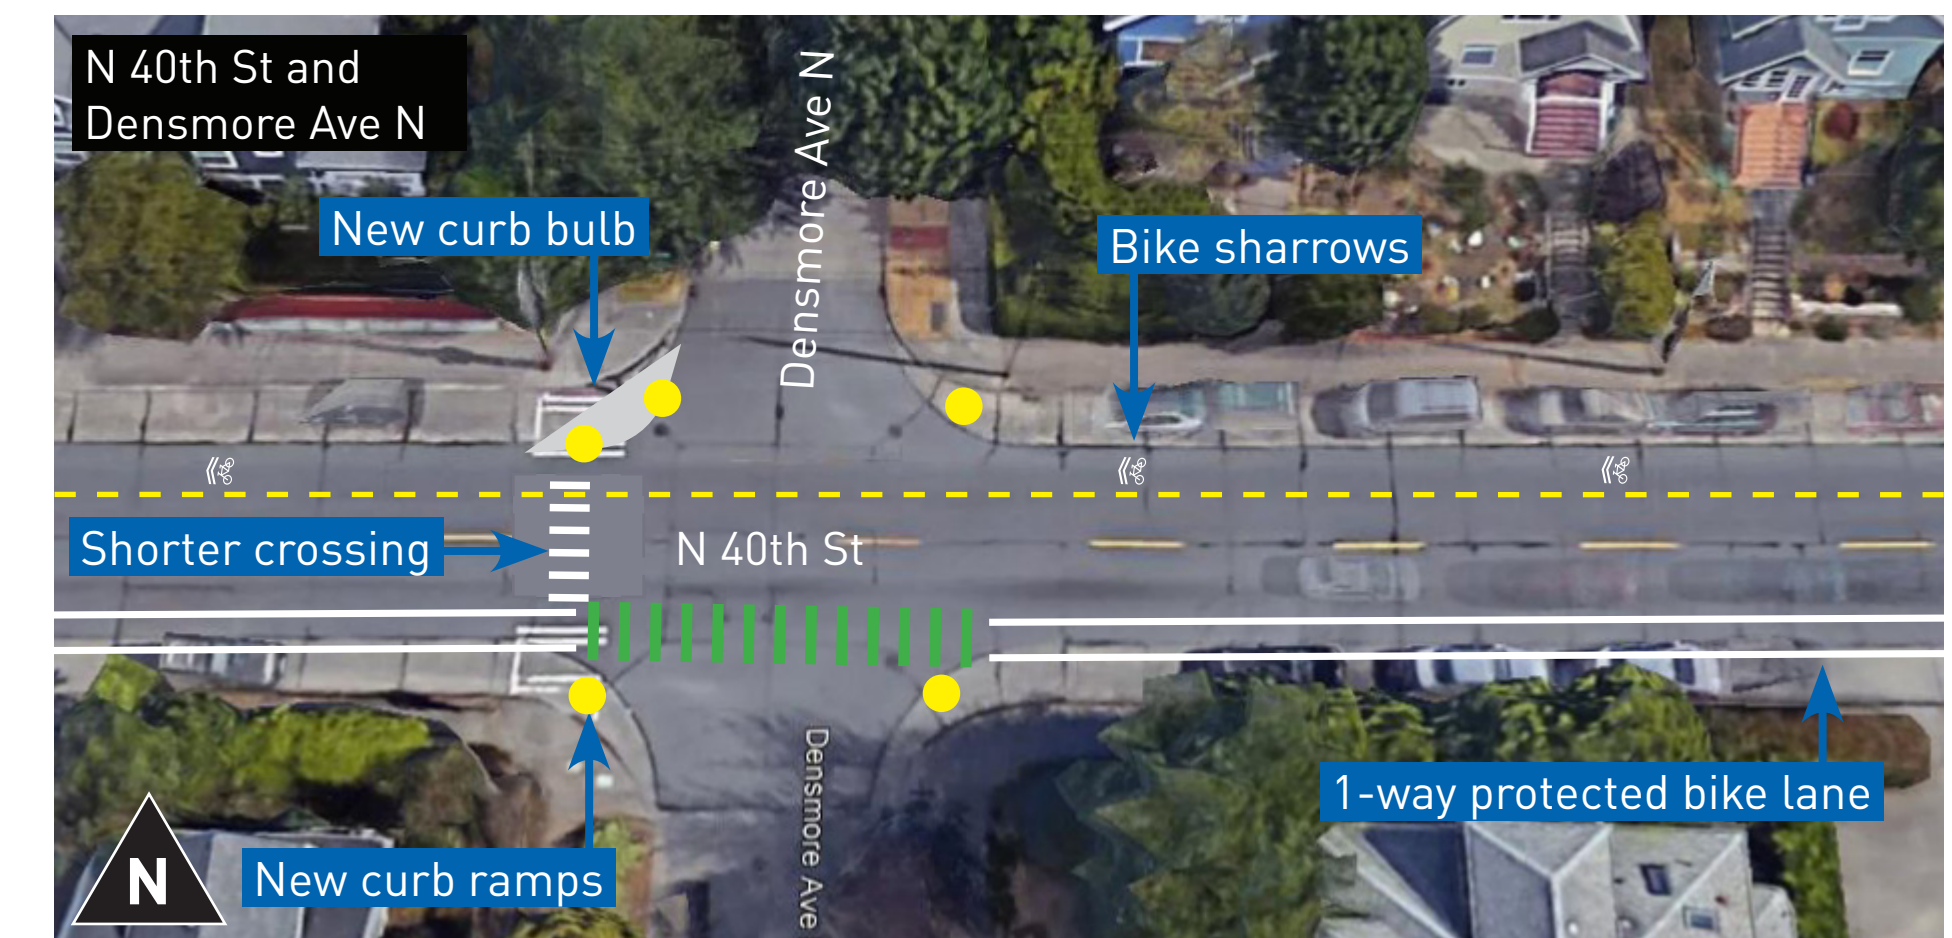 N 40th St and
Densmore Ave N
Densmore Ave N
New curb bulb
Bike sharrows
Shorter crossing
N 40th St
Densmore Ave
1-way protected bike lane
New curb ramps
N